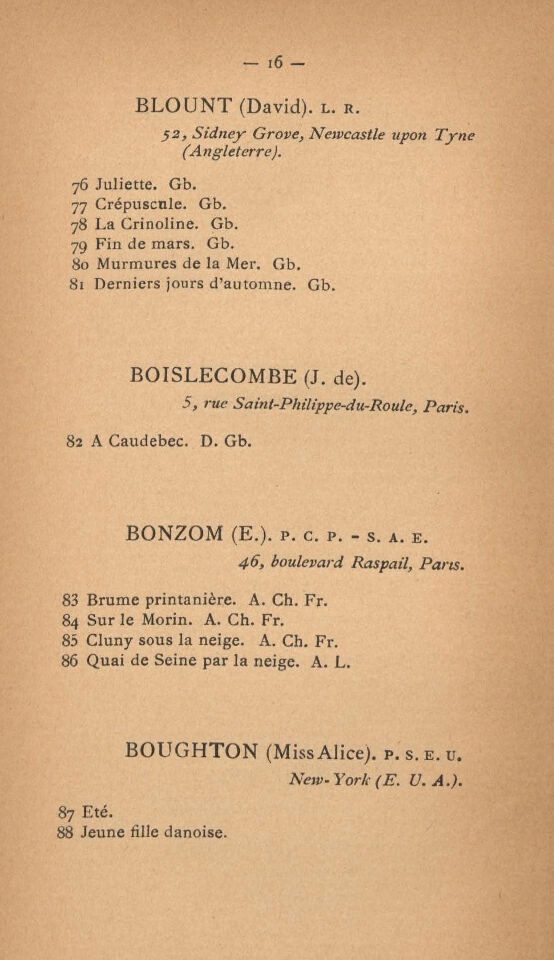 — 16 —
BLOUNT (David). L. R.
52, Sidney Grove, Newcastle upon Tyne
(Angleterre).
76 Juliette. Gb.
77 Crépuscule. Gb.
78 La Crinoline. Gb.
79 Fin de mars. Gb.
80 Murmures de la Mer. Gb.
81 Derniers jours d'automne. Gb.
BOISLECOMBE (J. de).
5, rue Saint-Philippe-du-Roule, Paris.
82 A Caudebec. D. Gb.
BONZOM (E.). P. C. P. - S. A. E.
46, boulevard Raspail, Paris.
83 Brume printanière. A. Ch. Fr.
84 Sur le Morin. A. Ch. Fr.
85 Cluny sous la neige. A. Ch. Fr.
86 Quai de Seine par la neige. A. L.
BOUGHTON (Miss Alice). P. S. E. U.
New-York (E. U. A.).
87 Eté.
88 Jeune fille danoise.